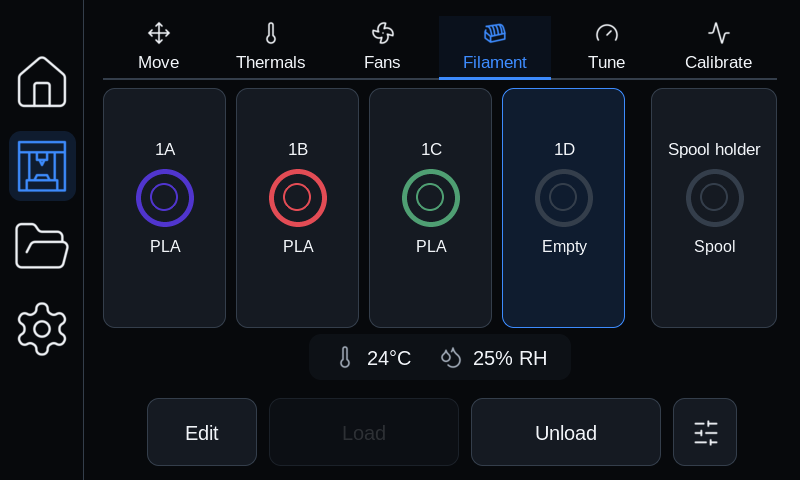 Move
Thermals
Fans
Filament
Tune
Calibrate
1A
PLA
1B
PLA
1C
PLA
1D
Empty
Spool holder
Spool
24°C
25% RH
Edit
Load
Unload